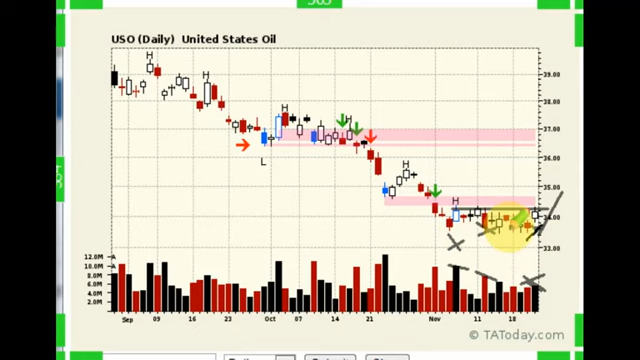 USO (Daily) United States Oil
H
H
39.00
38.00
H
H
37.00
L
H
36.00
35.00
H
34.00
33.00
12.0M
10.0M
8.0M
6.0M
4.0M
2.0M
A
A
Sep 09 16 23 Oct 07 14 21 Nov 11 18
© TAToday.com